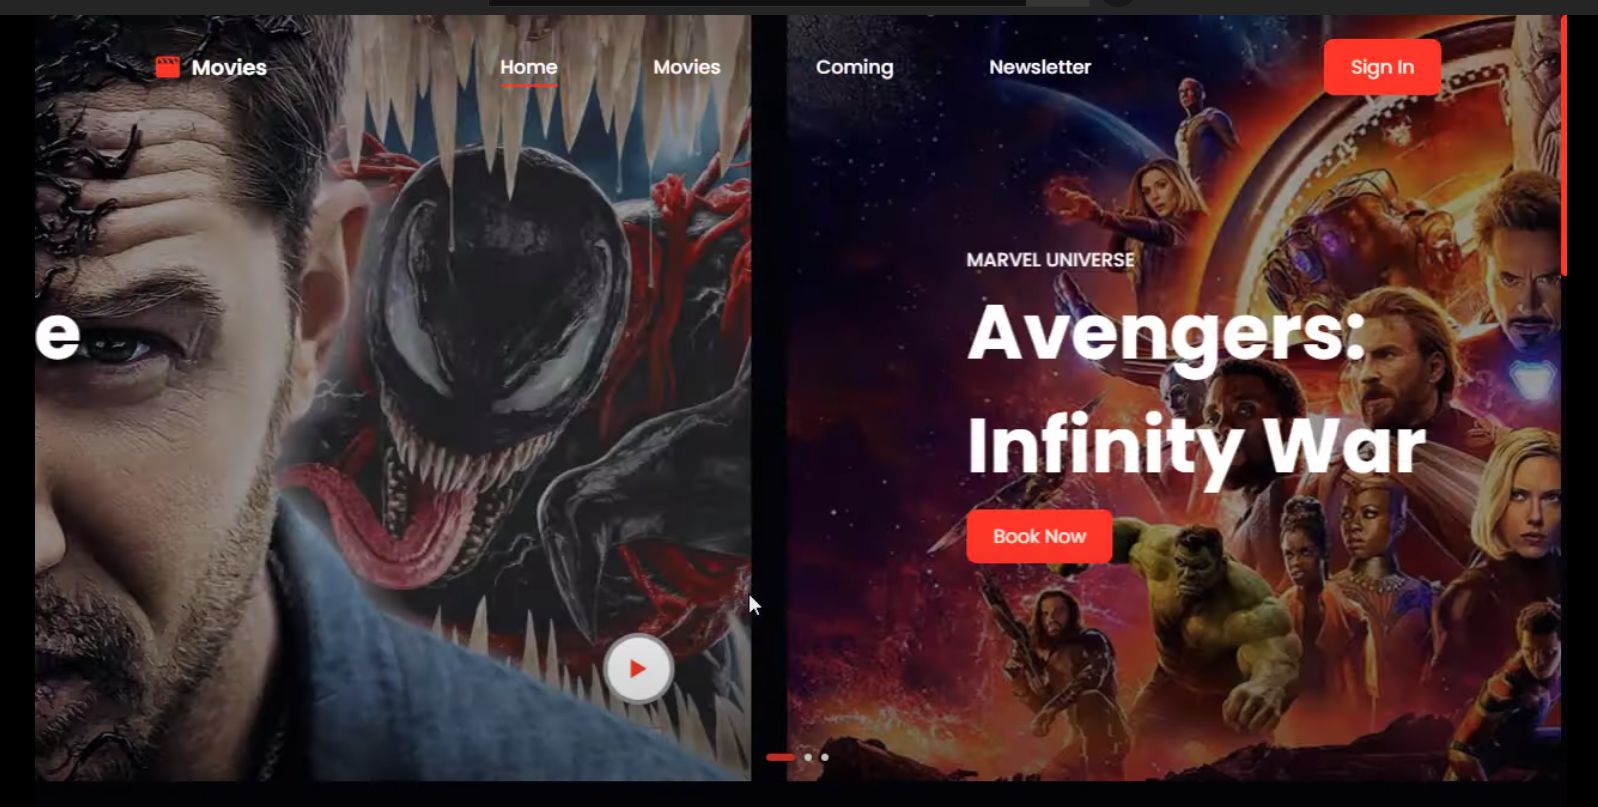 Movies
Home
Movies
Coming
Newsletter
Sign In
MARVEL UNIVERSE
e
Avengers:
Infinity War
Book Now